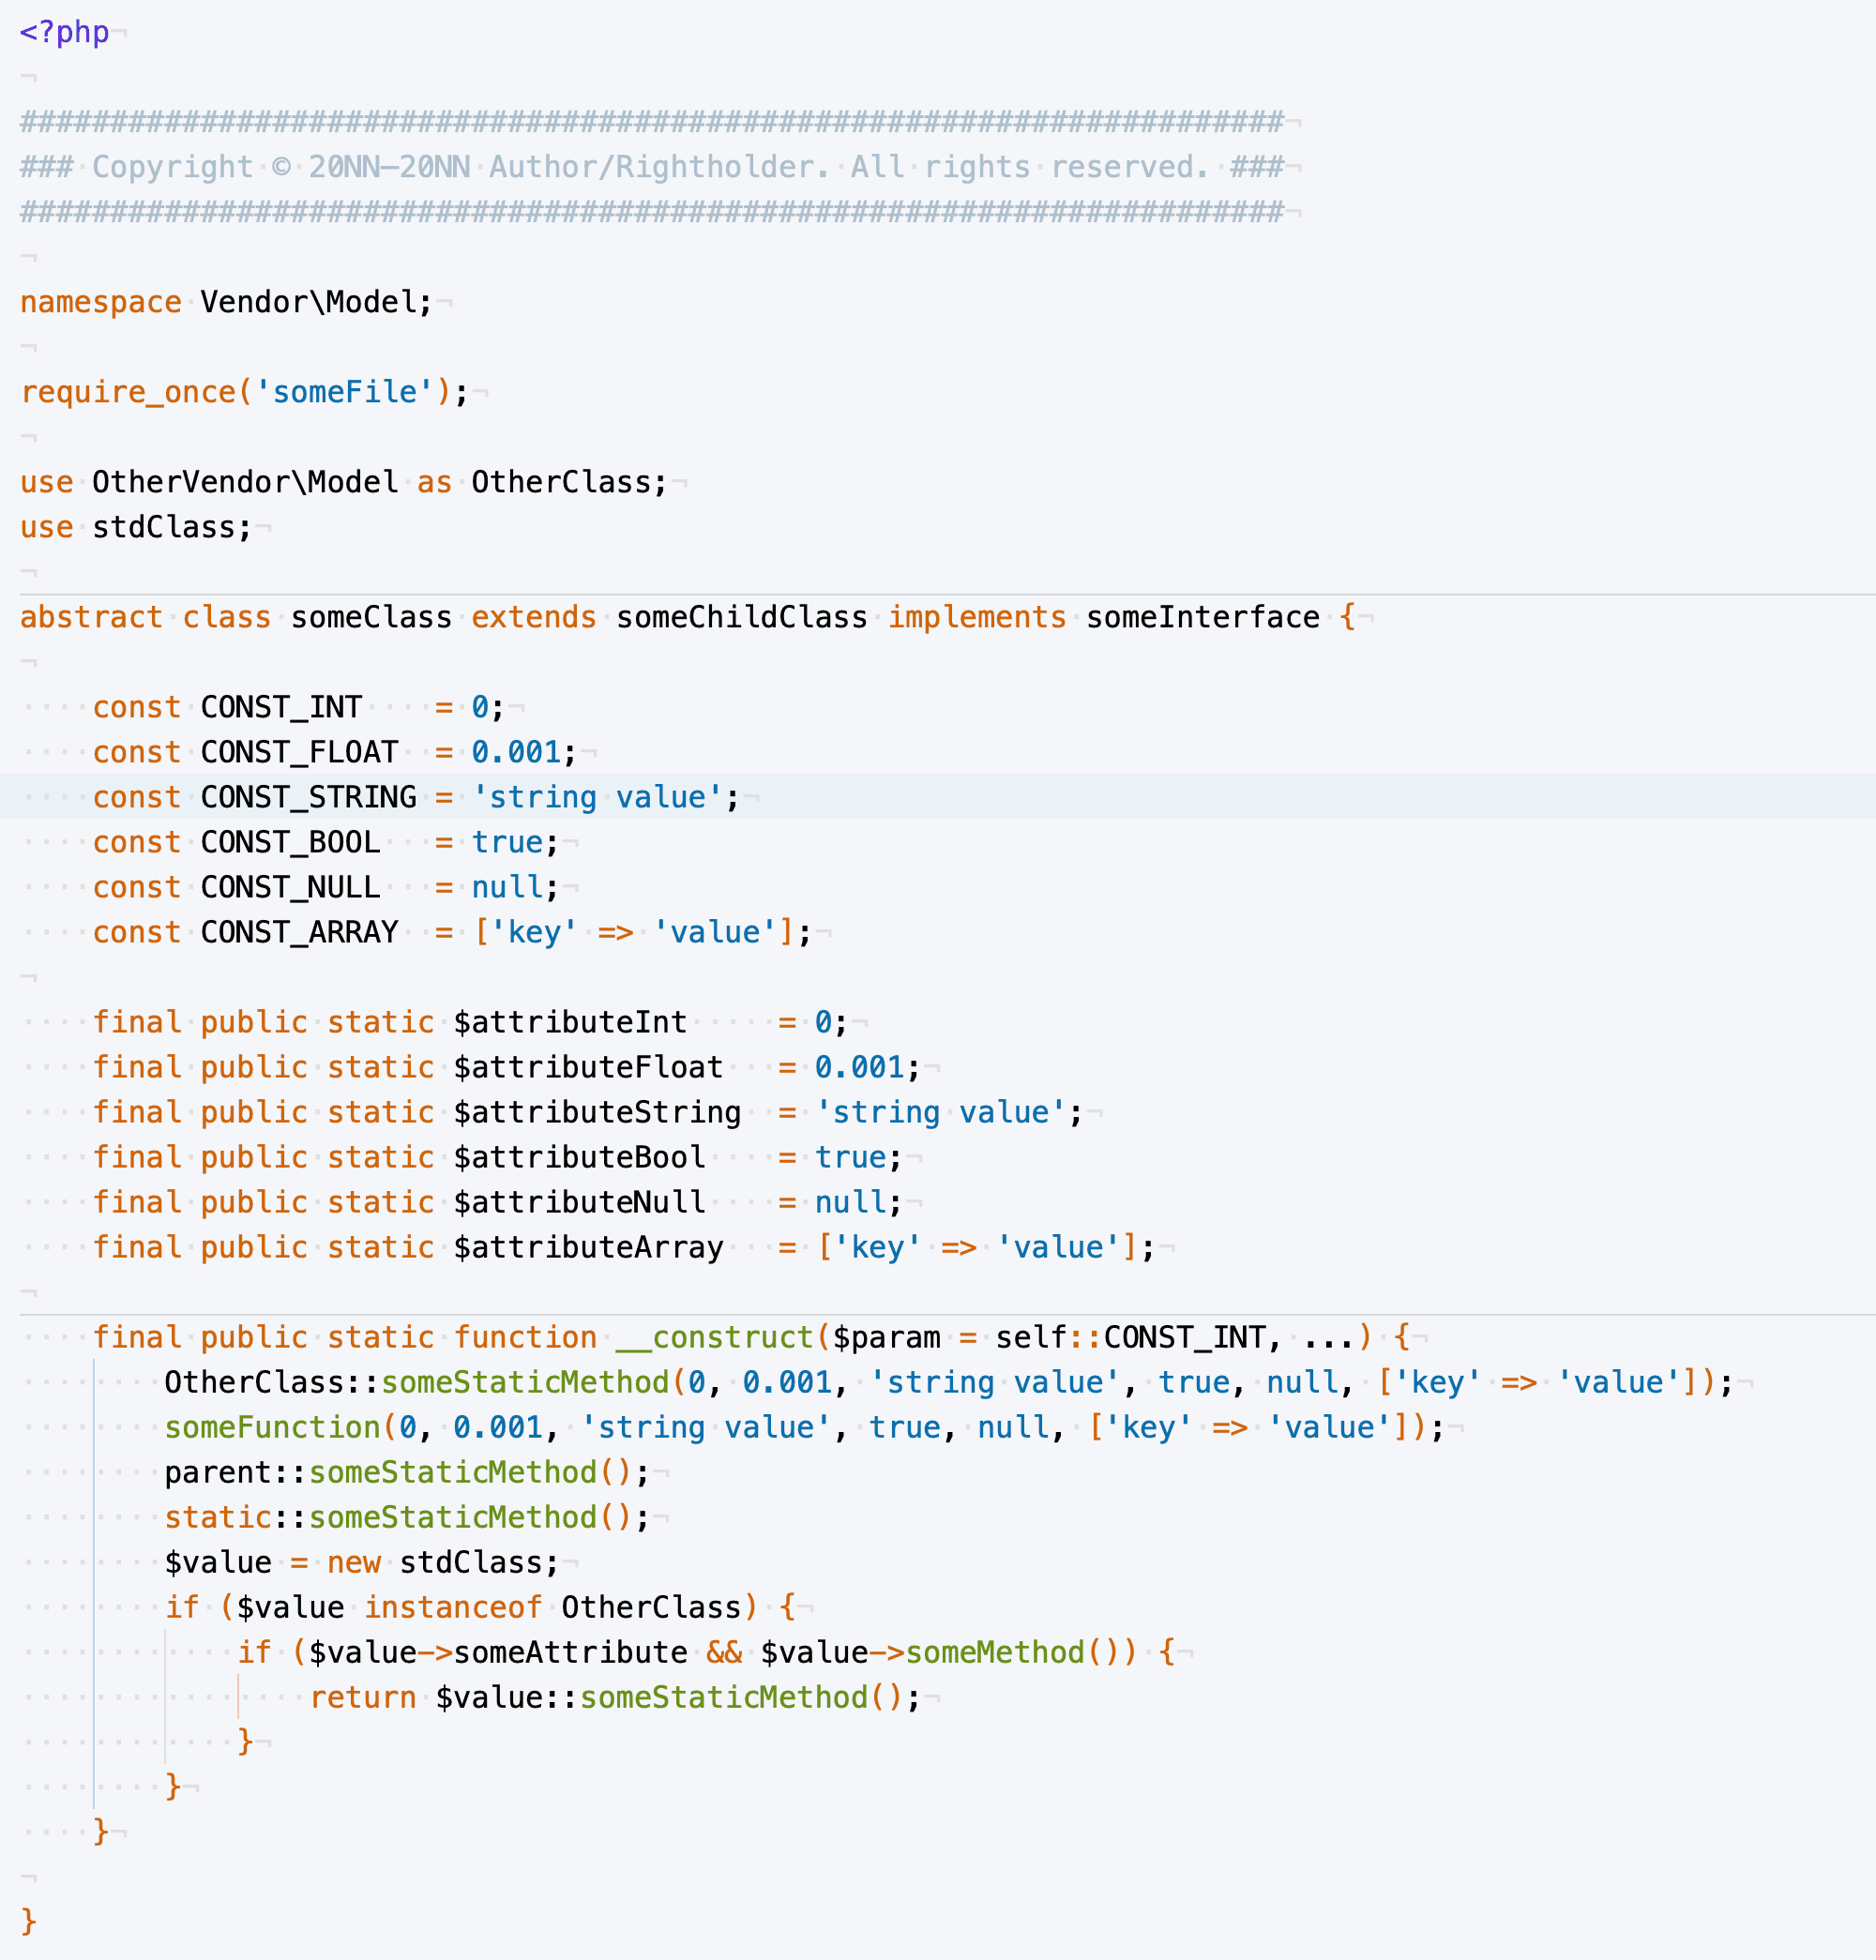 <?php

######################################################################
### Copyright © 20NN—20NN Author/Rightholder. All rights reserved. ###
######################################################################

namespace Vendor\Model;

require_once('someFile');

use OtherVendor\Model as OtherClass;
use stdClass;

abstract class someClass extends someChildClass implements someInterface {

    const CONST_INT    = 0;
    const CONST_FLOAT  = 0.001;
    const CONST_STRING = 'string value';
    const CONST_BOOL   = true;
    const CONST_NULL   = null;
    const CONST_ARRAY  = ['key' => 'value'];

    final public static $attributeInt     = 0;
    final public static $attributeFloat   = 0.001;
    final public static $attributeString  = 'string value';
    final public static $attributeBool    = true;
    final public static $attributeNull    = null;
    final public static $attributeArray   = ['key' => 'value'];

    final public static function __construct($param = self::CONST_INT, ...) {
        OtherClass::someStaticMethod(0, 0.001, 'string value', true, null, ['key' => 'value']);
        someFunction(0, 0.001, 'string value', true, null, ['key' => 'value']);
        parent::someStaticMethod();
        static::someStaticMethod();
        $value = new stdClass;
        if ($value instanceof OtherClass) {
            if ($value->someAttribute && $value->someMethod()) {
                return $value::someStaticMethod();
            }
        }
    }

}